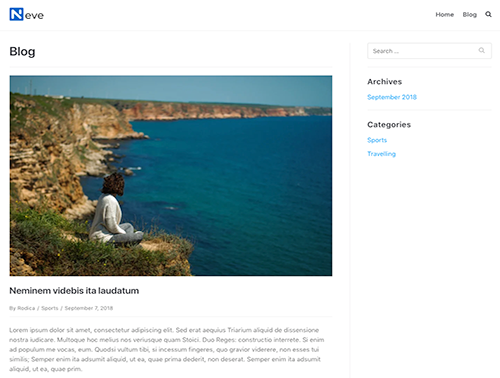 Neve
Home Blog
Blog
Search ...
Archives
September 2018
Categories
Sports
Travelling
Neminem videbis ita laudatum
By Rodica / Sports / September 7, 2018
Lorem ipsum dolor sit amet, consectetur adipiscing elit. Sed erat aequius Triarium aliquid de dissensione
nostra iudicare. Multoque hoc melius nos veriusque quam Stoici. Duo Reges: constructio interrete. Si enim
ad populum me vocas, eum. Quodsi vultum tibi, si incessum fingeres, quo gravior viderere, non esses tui
similis; Semper enim ita adsumit aliquid, ut ea, quae prima dederit, non deserat. Semper enim ita adsumit
aliquid, ut ea, quae prim.